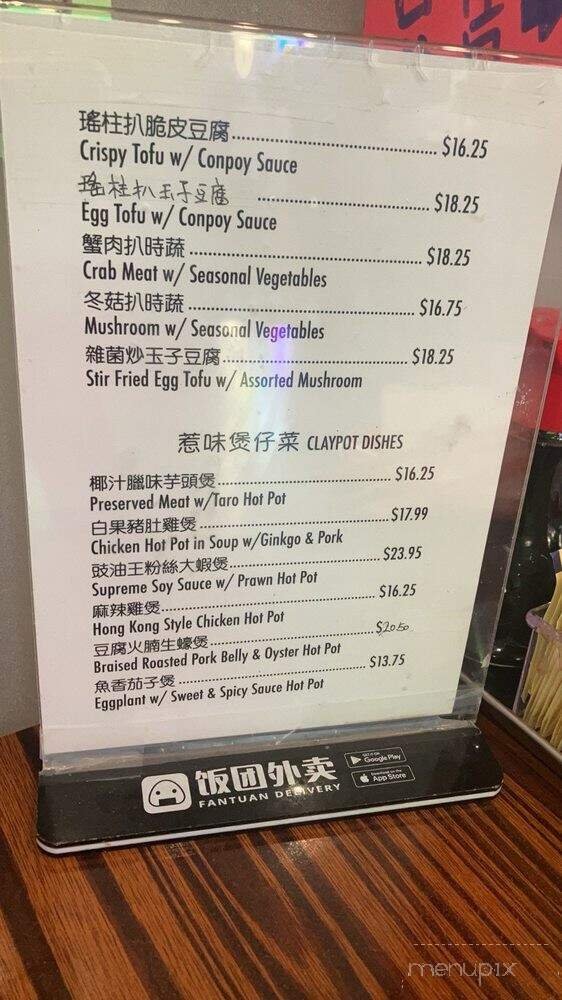 瑤柱扒脆皮豆腐 $16.25
Crispy Tofu w/ Conpoy Sauce
瑤柱扒玉子豆腐 $18.25
Egg Tofu w/ Conpoy Sauce
蟹肉扒時蔬 $18.25
Crab Meat w/ Seasonal Vegetables
冬菇扒時蔬 $16.75
Mushroom w/ Seasonal Vegetables
雜菌炒玉子豆腐 $18.25
Stir Fried Egg Tofu w/ Assorted Mushroom
惹味煲仔菜 CLAYPOT DISHES
椰汁臘味芋頭煲 $16.25
Preserved Meat w/Taro Hot Pot
白果豬肚雞煲 $17.99
Chicken Hot Pot in Soup w/Ginkgo & Pork
豉油王粉絲大蝦煲 $23.95
Supreme Soy Sauce w/ Prawn Hot Pot
麻辣雞煲 $16.25
Hong Kong Style Chicken Hot Pot
豆腐火腩生蠔煲 $20.50
Braised Roasted Pork Belly & Oyster Hot Pot
魚香茄子煲 $13.75
Eggplant w/ Sweet & Spicy Sauce Hot Pot
饭团外卖
FANTUAN DELIVERY
GET IT ON
Google Play
Download on the
App Store
menupix